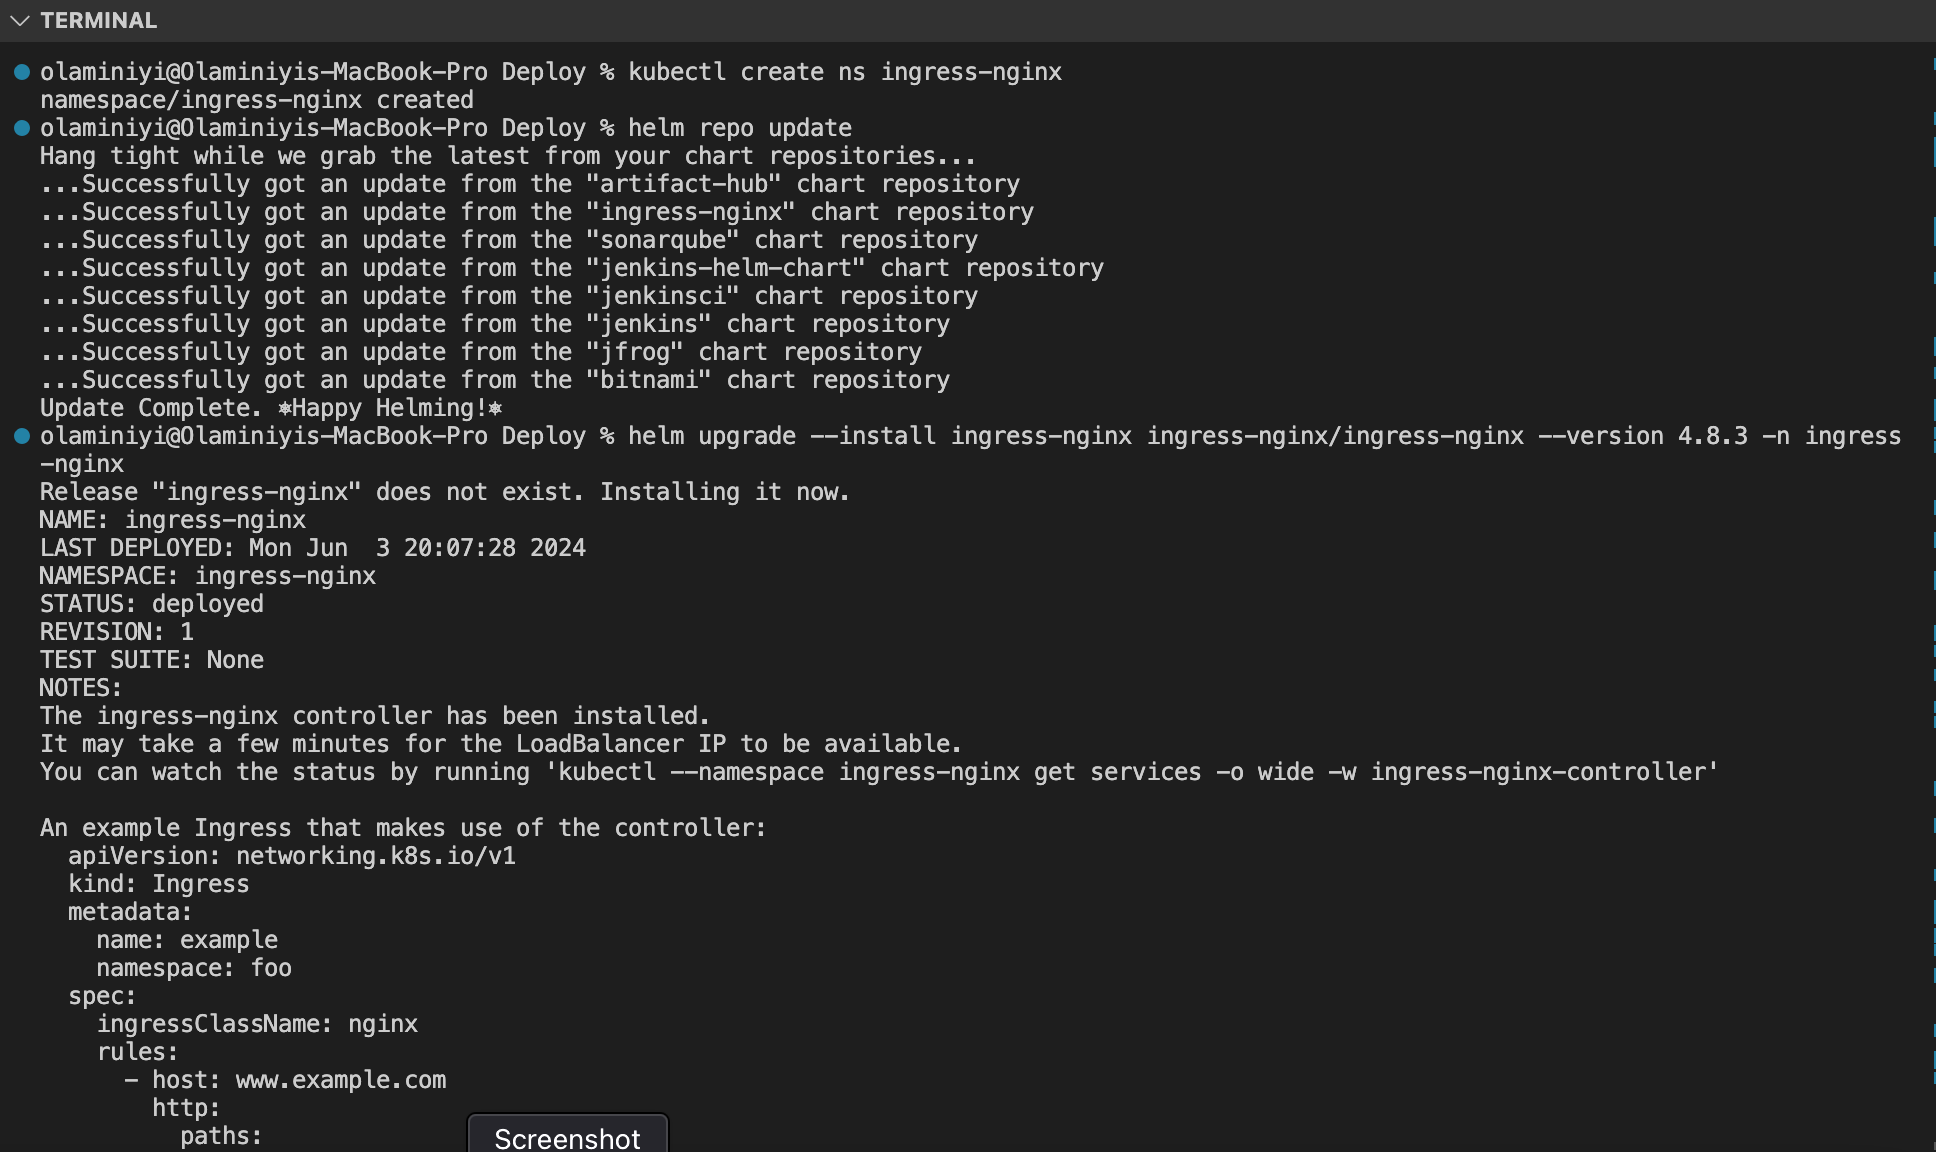 TERMINAL
olaminiyi@Olaminiyis-MacBook-Pro Deploy % kubectl create ns ingress-nginx
namespace/ingress-nginx created
olaminiyi@Olaminiyis-MacBook-Pro Deploy % helm repo update
Hang tight while we grab the latest from your chart repositories...
...Successfully got an update from the "artifact-hub" chart repository
...Successfully got an update from the "ingress-nginx" chart repository
...Successfully got an update from the "sonarqube" chart repository
...Successfully got an update from the "jenkins-helm-chart" chart repository
...Successfully got an update from the "jenkinsci" chart repository
...Successfully got an update from the "jenkins" chart repository
...Successfully got an update from the "jfrog" chart repository
...Successfully got an update from the "bitnami" chart repository
Update Complete. ⎈Happy Helming!⎈
olaminiyi@Olaminiyis-MacBook-Pro Deploy % helm upgrade --install ingress-nginx ingress-nginx/ingress-nginx --version 4.8.3 -n ingress
-nginx
Release "ingress-nginx" does not exist. Installing it now.
NAME: ingress-nginx
LAST DEPLOYED: Mon Jun  3 20:07:28 2024
NAMESPACE: ingress-nginx
STATUS: deployed
REVISION: 1
TEST SUITE: None
NOTES:
The ingress-nginx controller has been installed.
It may take a few minutes for the LoadBalancer IP to be available.
You can watch the status by running 'kubectl --namespace ingress-nginx get services -o wide -w ingress-nginx-controller'
An example Ingress that makes use of the controller:
  apiVersion: networking.k8s.io/v1
  kind: Ingress
  metadata:
    name: example
    namespace: foo
  spec:
    ingressClassName: nginx
    rules:
      - host: www.example.com
        http:
          paths:
Screenshot